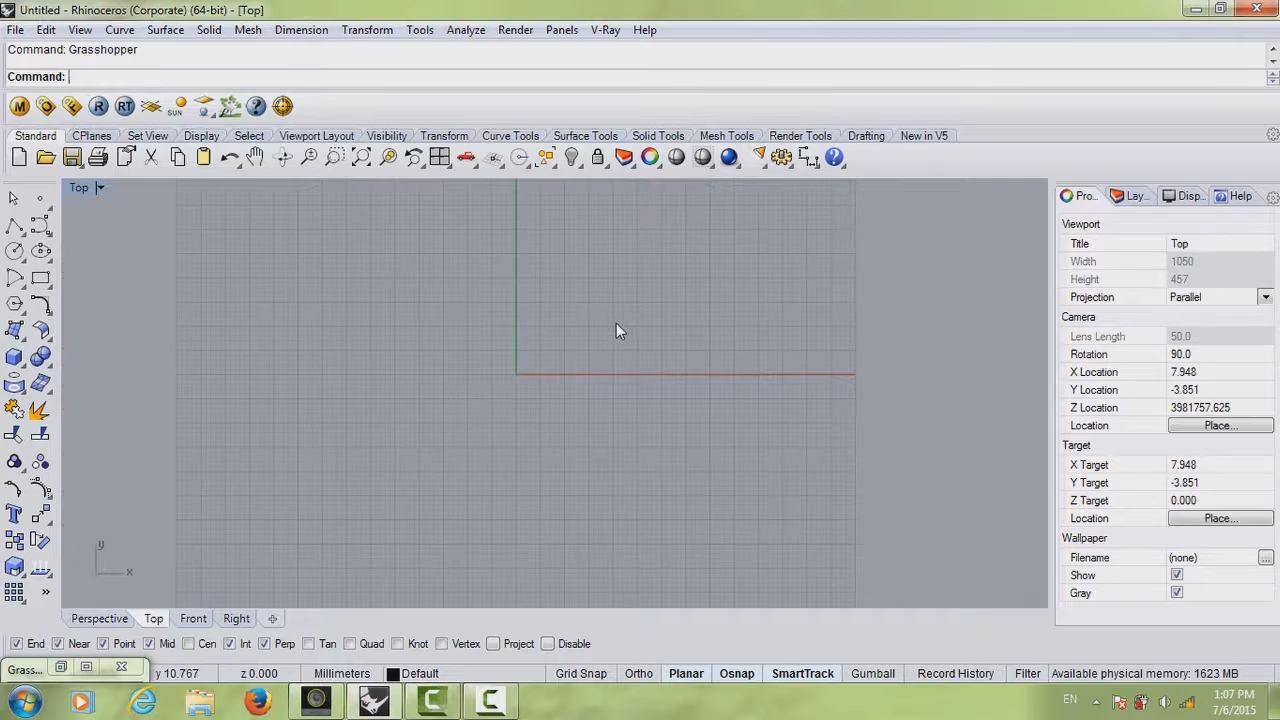 Untitled - Rhinoceros (Corporate) (64-bit) - [Top]
File Edit View Curve Surface Solid Mesh Dimension Transform Tools Analyze Render Panels V-Ray Help
Command: Grasshopper
Command:
M O F R RT SUN ?
Standard CPlanes Set View Display Select Viewport Layout Visibility Transform Curve Tools Surface Tools Solid Tools Mesh Tools Render Tools Drafting New in V5
Top
Pro... Lay... Disp... Help
Viewport
Title Top
Width 1050
Height 457
Projection Parallel
Camera
Lens Length 50.0
Rotation 90.0
X Location 7.948
Y Location -3.851
Z Location 3981757.625
Location Place...
Target
X Target 7.948
Y Target -3.851
Z Target 0.000
Location Place...
Wallpaper
Filename (none) ...
Show
Gray
y
x
Perspective Top Front Right
End Near Point Mid Cen Int Perp Tan Quad Knot Vertex Project Disable
Grass... y 10.767 z 0.000 Millimeters Default Grid Snap Ortho Planar Osnap SmartTrack Gumball Record History Filter Available physical memory: 1623 MB
EN 1:07 PM
7/6/2015